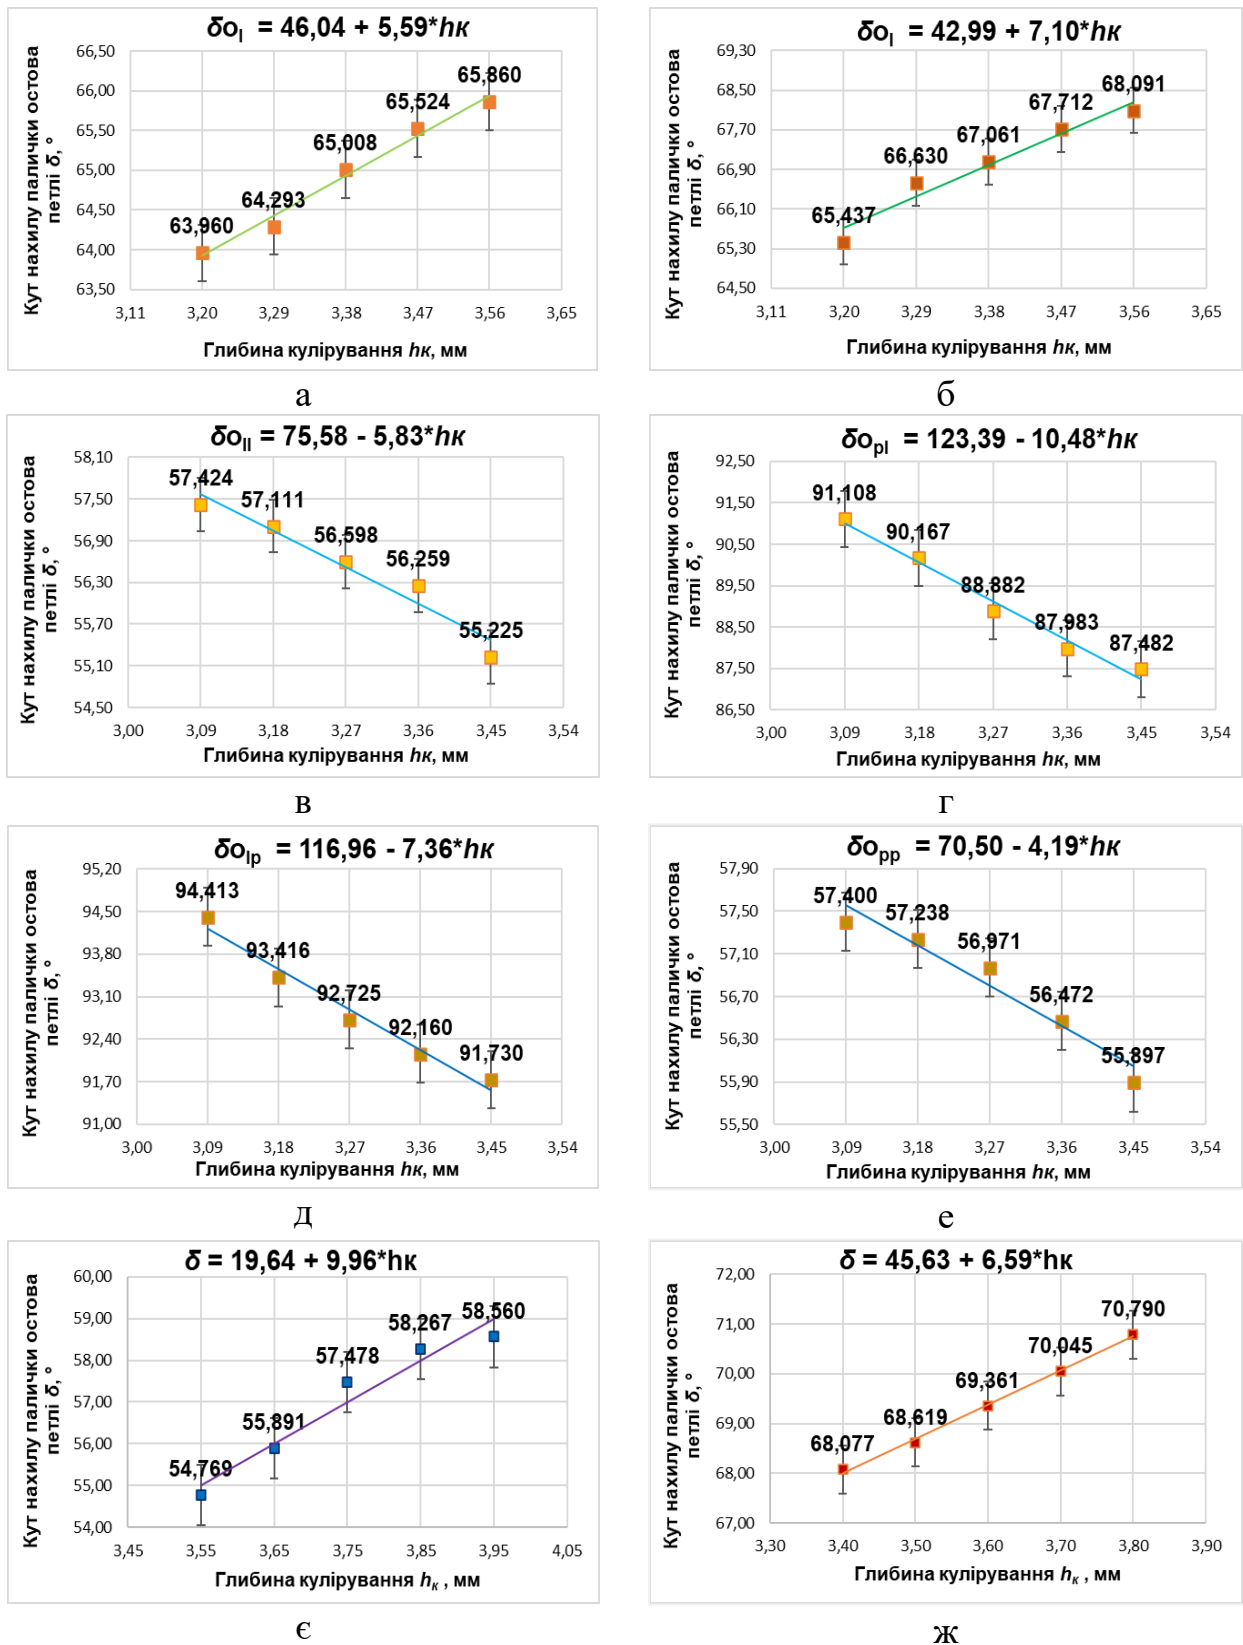 δо_I = 46,04 + 5,59*hк
Кут нахилу палички остова
петлі δ, °
66,50
66,00
65,50
65,00
64,50
64,00
63,50
63,960
64,293
65,008
65,524
65,860
3,11 3,20 3,29 3,38 3,47 3,56 3,65
Глибина кулірування hк, мм
а
δо_I = 42,99 + 7,10*hк
Кут нахилу палички остова
петлі δ, °
69,30
68,50
67,70
66,90
66,10
65,30
64,50
65,437
66,630
67,061
67,712
68,091
3,11 3,20 3,29 3,38 3,47 3,56 3,65
Глибина кулірування hк, мм
б
δо_ll = 75,58 - 5,83*hк
Кут нахилу палички остова
петлі δ, °
58,10
57,50
56,90
56,30
55,70
55,10
54,50
57,424
57,111
56,598
56,259
55,225
3,00 3,09 3,18 3,27 3,36 3,45 3,54
Глибина кулірування hк, мм
в
δо_pl = 123,39 - 10,48*hк
Кут нахилу палички остова
петлі δ, °
92,50
91,50
90,50
89,50
88,50
87,50
86,50
91,108
90,167
88,882
87,983
87,482
3,00 3,09 3,18 3,27 3,36 3,45 3,54
Глибина кулірування hк, мм
г
δо_lp = 116,96 - 7,36*hк
Кут нахилу палички остова
петлі δ, °
95,20
94,50
93,80
93,10
92,40
91,70
91,00
94,413
93,416
92,725
92,160
91,730
3,00 3,09 3,18 3,27 3,36 3,45 3,54
Глибина кулірування hк, мм
д
δо_pp = 70,50 - 4,19*hк
Кут нахилу палички остова
петлі δ, °
57,90
57,50
57,10
56,70
56,30
55,90
55,50
57,400
57,238
56,971
56,472
55,897
3,00 3,09 3,18 3,27 3,36 3,45 3,54
Глибина кулірування hк, мм
е
δ = 19,64 + 9,96*hк
Кут нахилу палички остова
петлі δ, °
60,00
59,00
58,00
57,00
56,00
55,00
54,00
54,769
55,891
57,478
58,267
58,560
3,45 3,55 3,65 3,75 3,85 3,95 4,05
Глибина кулірування h_к , мм
є
δ = 45,63 + 6,59*hк
Кут нахилу палички остова
петлі δ, °
72,00
71,00
70,00
69,00
68,00
67,00
68,077
68,619
69,361
70,045
70,790
3,30 3,40 3,50 3,60 3,70 3,80 3,90
Глибина кулірування h_к , мм
ж